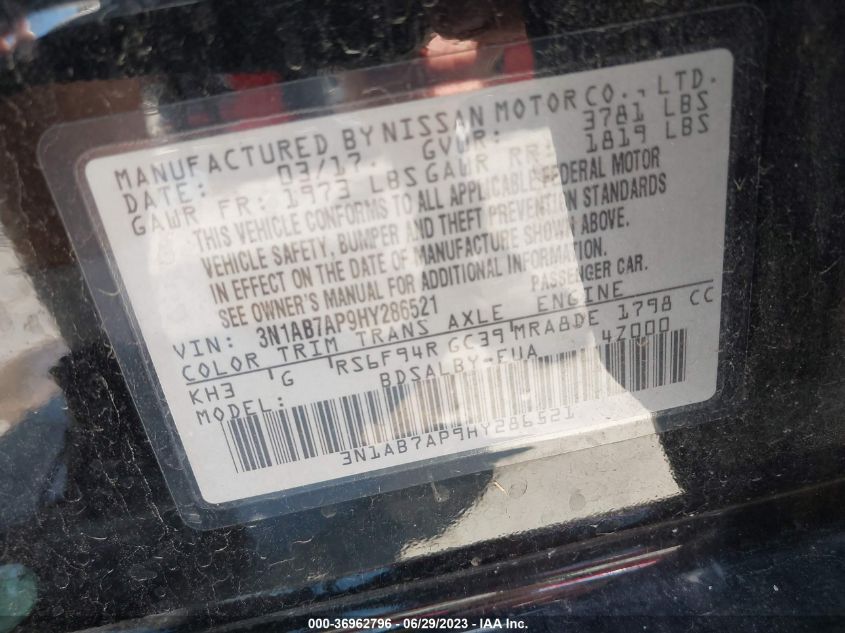 MANUFACTURED BY NISSAN MOTOR CO., LTD.
DATE: 03/17 GVWR: 3781 LBS
GAWR FR: 1973 LBS GAWR RR: 1819 LBS
THIS VEHICLE CONFORMS TO ALL APPLICABLE FEDERAL MOTOR
VEHICLE SAFETY, BUMPER AND THEFT PREVENTION STANDARDS
IN EFFECT ON THE DATE OF MANUFACTURE SHOWN ABOVE.
SEE OWNER'S MANUAL FOR ADDITIONAL INFORMATION.
VIN: 3N1AB7AP9HY286521 PASSENGER CAR.
COLOR TRIM TRANS AXLE ENGINE
KH3 G RS6F94R GC39 MRA8DE 1798 CC
MODEL: BDSALBY-EUA 47000
3N1AB7AP9HY286521
000-36962796 - 06/29/2023 - IAA Inc.